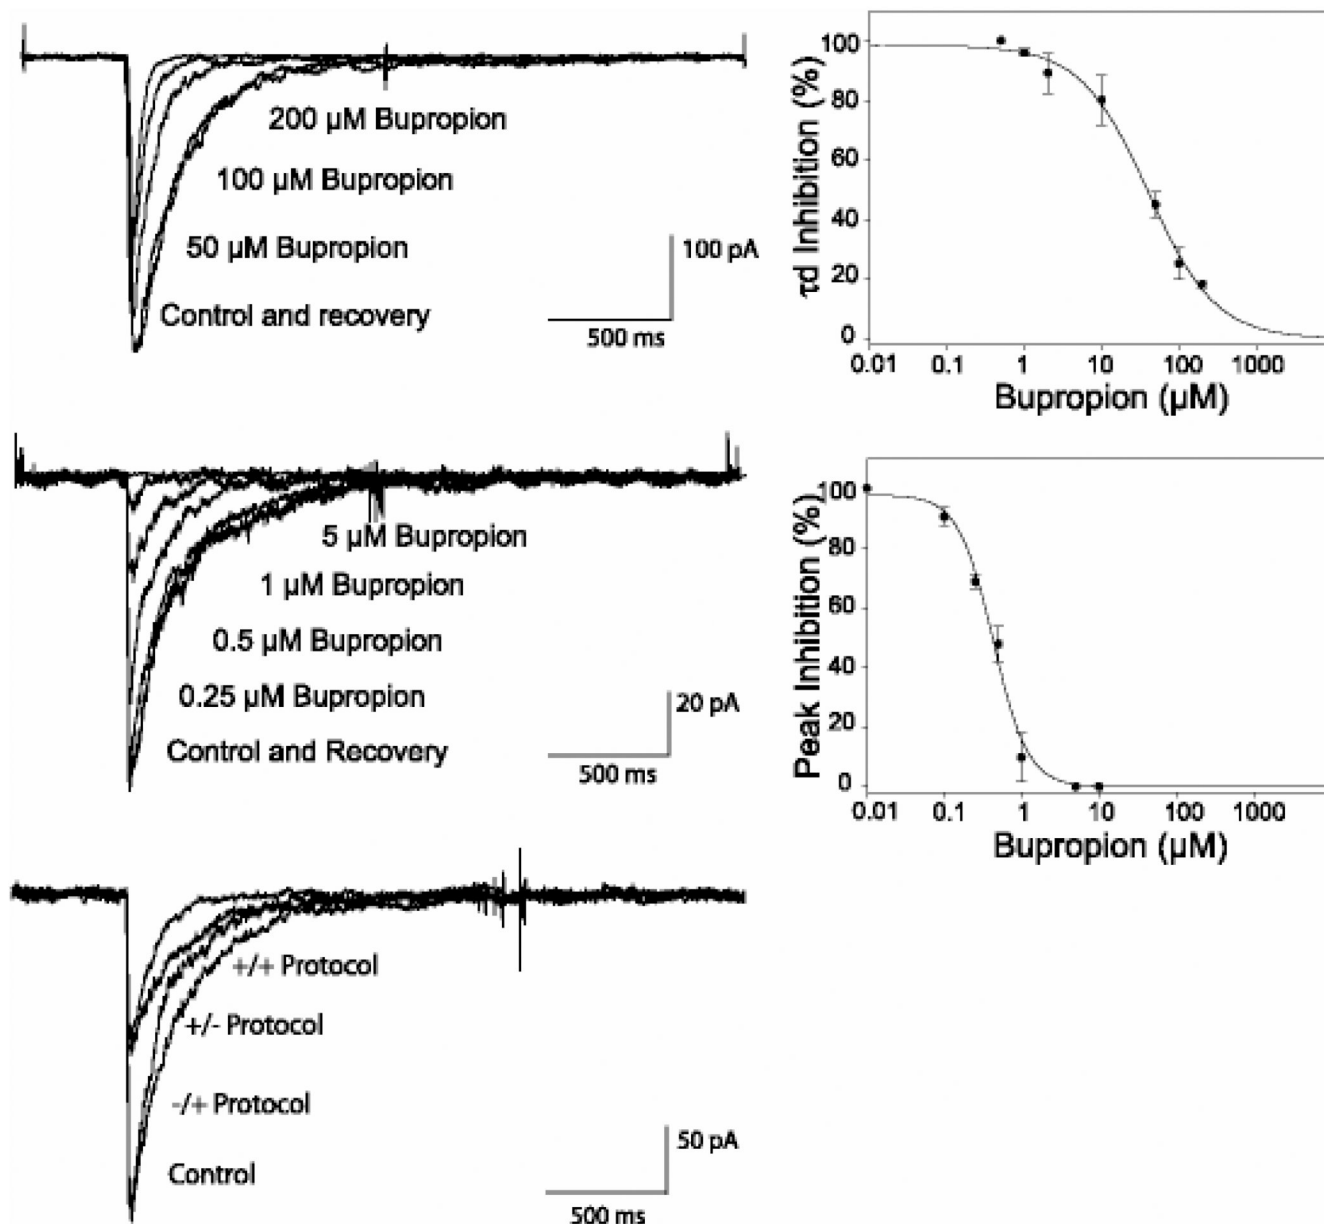 200 µM Bupropion
100 µM Bupropion
50 µM Bupropion
Control and recovery
100 pA
500 ms
τd Inhibition (%)
100
80
60
40
20
0
0.01 0.1 1 10 100 1000
Bupropion (µM)
5 µM Bupropion
1 µM Bupropion
0.5 µM Bupropion
0.25 µM Bupropion
Control and Recovery
20 pA
500 ms
Peak Inhibition (%)
100
80
60
40
20
0
0.01 0.1 1 10 100 1000
Bupropion (µM)
+/+ Protocol
+/- Protocol
-/+ Protocol
Control
50 pA
500 ms